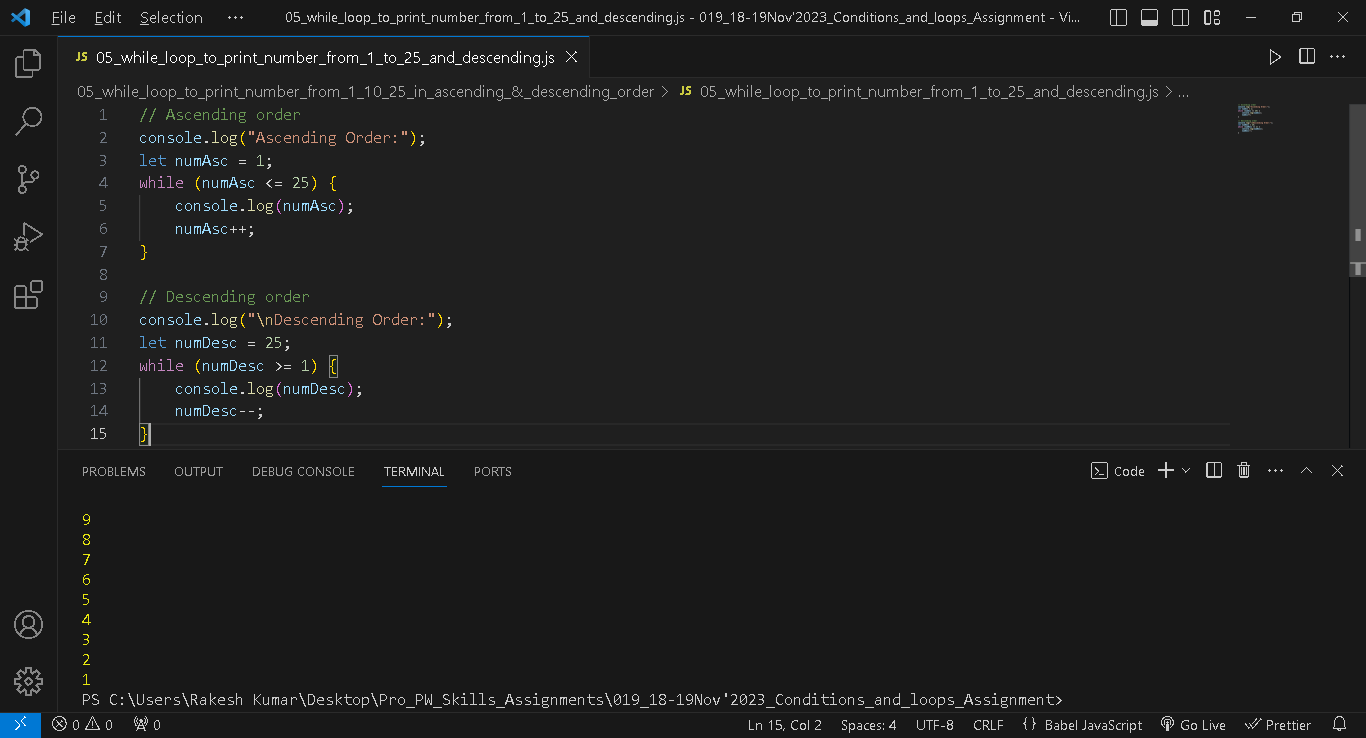 File Edit Selection ··· 05_while_loop_to_print_number_from_1_to_25_and_descending.js - 019_18-19Nov'2023_Conditions_and_loops_Assignment - Vi...
JS 05_while_loop_to_print_number_from_1_to_25_and_descending.js
05_while_loop_to_print_number_from_1_10_25_in_ascending_&_descending_order > JS 05_while_loop_to_print_number_from_1_to_25_and_descending.js > ...
1 // Ascending order
2 console.log("Ascending Order:");
3 let numAsc = 1;
4 while (numAsc <= 25) {
5     console.log(numAsc);
6     numAsc++;
7 }
8
9 // Descending order
10 console.log("\nDescending Order:");
11 let numDesc = 25;
12 while (numDesc >= 1) {
13     console.log(numDesc);
14     numDesc--;
15 }
PROBLEMS OUTPUT DEBUG CONSOLE TERMINAL PORTS Code
9
8
7
6
5
4
3
2
1
PS C:\Users\Rakesh Kumar\Desktop\Pro_PW_Skills_Assignments\019_18-19Nov'2023_Conditions_and_loops_Assignment>
0 0 0 Ln 15, Col 2 Spaces: 4 UTF-8 CRLF {} Babel JavaScript Go Live Prettier